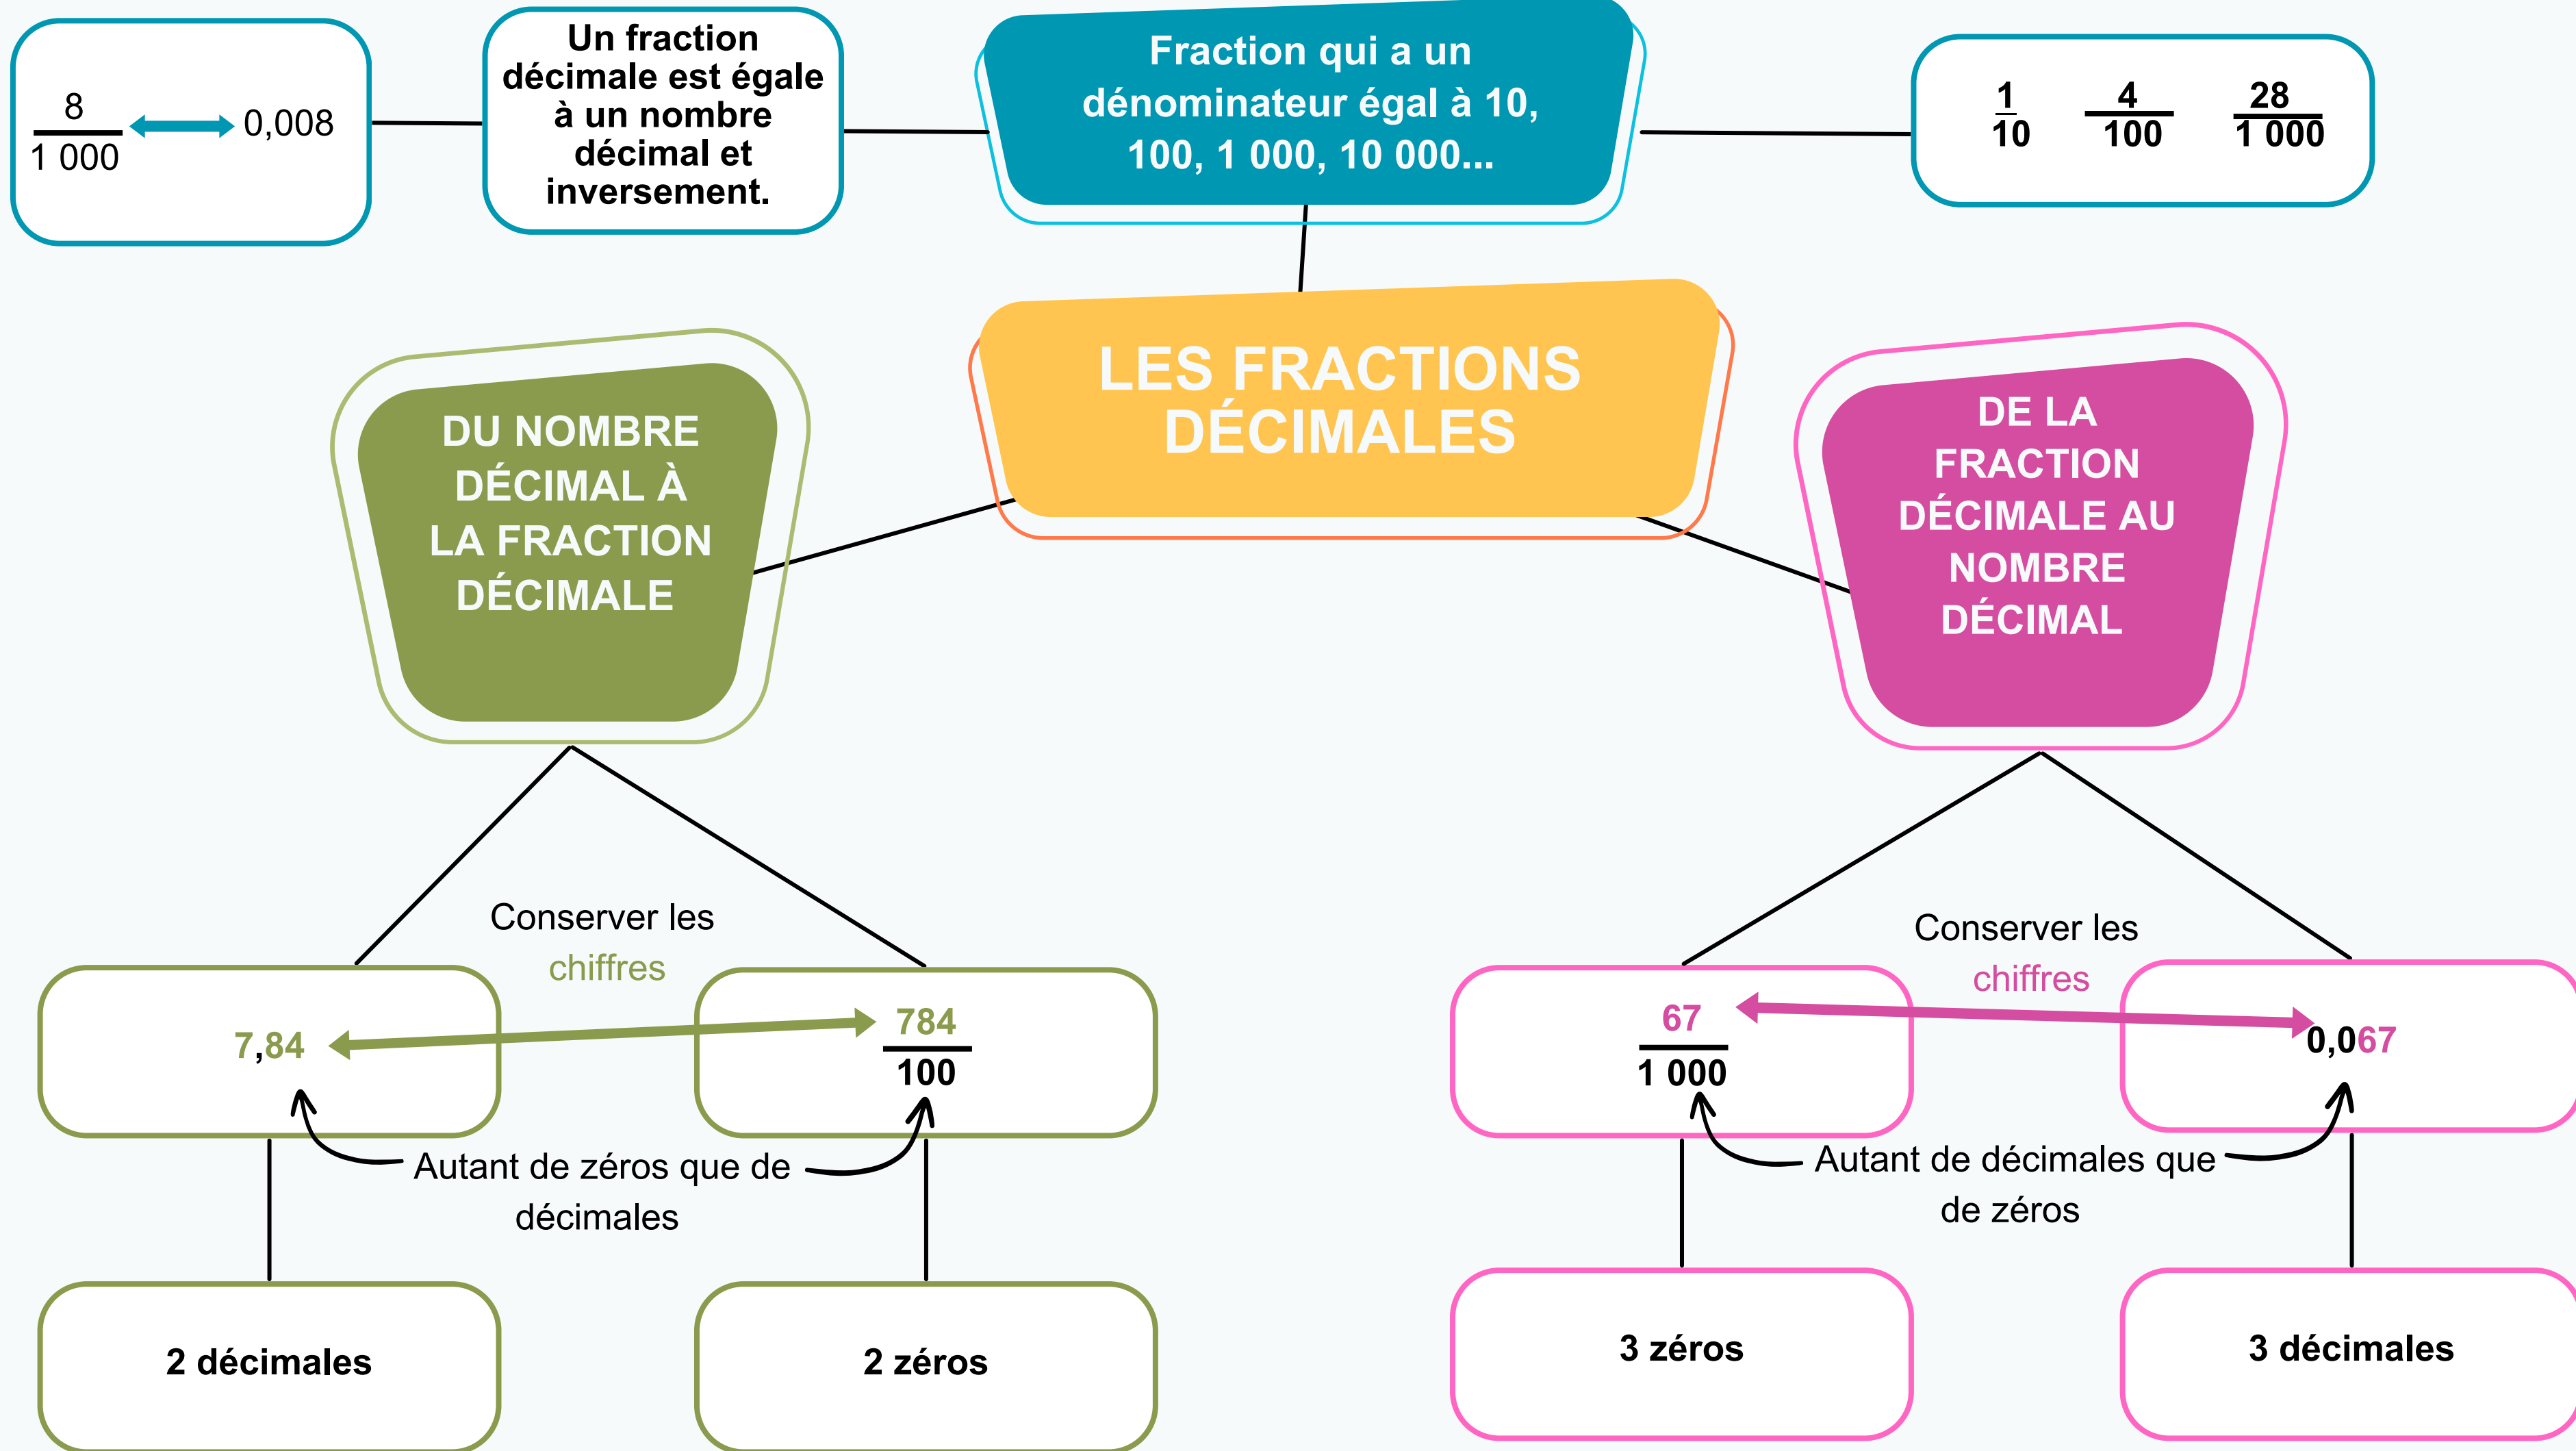 8
1 000
0,008
Un fraction
décimale est égale
à un nombre
décimal et
inversement.
Fraction qui a un
dénominateur égal à 10,
100, 1 000, 10 000...
1
10
4
100
28
1 000
LES FRACTIONS
DÉCIMALES
DU NOMBRE
DÉCIMAL À
LA FRACTION
DÉCIMALE
DE LA
FRACTION
DÉCIMALE AU
NOMBRE
DÉCIMAL
Conserver les
chiffres
7,84
784
100
Autant de zéros que de
décimales
2 décimales
2 zéros
Conserver les
chiffres
67
1 000
0,067
Autant de décimales que
de zéros
3 zéros
3 décimales